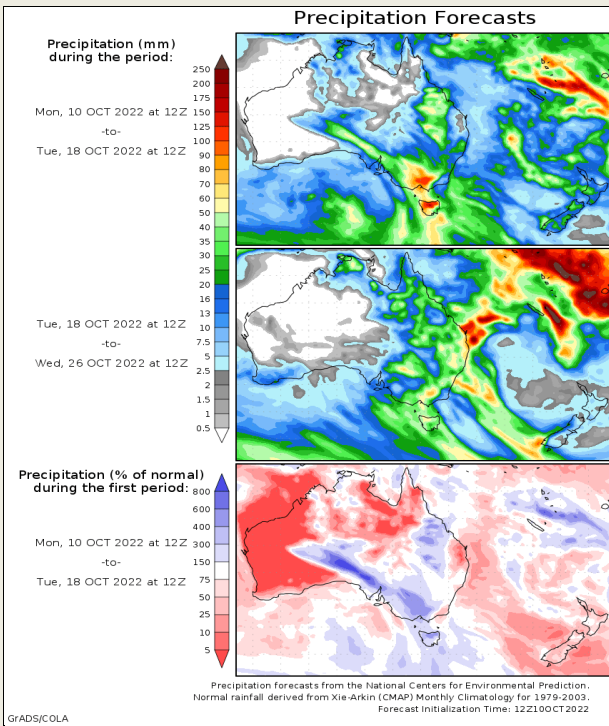 Precipitation Forecasts
Precipitation (mm)
during the period:
250
200
175
150
125
100
90
80
70
60
50
40
35
30
25
20
16
13
10
7.5
5
2.5
2
1.5
1
0.5
Mon, 10 OCT 2022 at 12Z
-to-
Tue, 18 OCT 2022 at 12Z
Tue, 18 OCT 2022 at 12Z
-to-
Wed, 26 OCT 2022 at 12Z
Precipitation (% of normal)
during the first period:
800
600
400
300
150
75
50
25
10
5
Mon, 10 OCT 2022 at 12Z
-to-
Tue, 18 OCT 2022 at 12Z
Precipitation forecasts from the National Centers for Environmental Prediction.
Normal rainfall derived from Xie-Arkin (CMAP) Monthly Climatology for 1979-2003.
Forecast Initialization Time: 12Z10OCT2022
GrADS/COLA